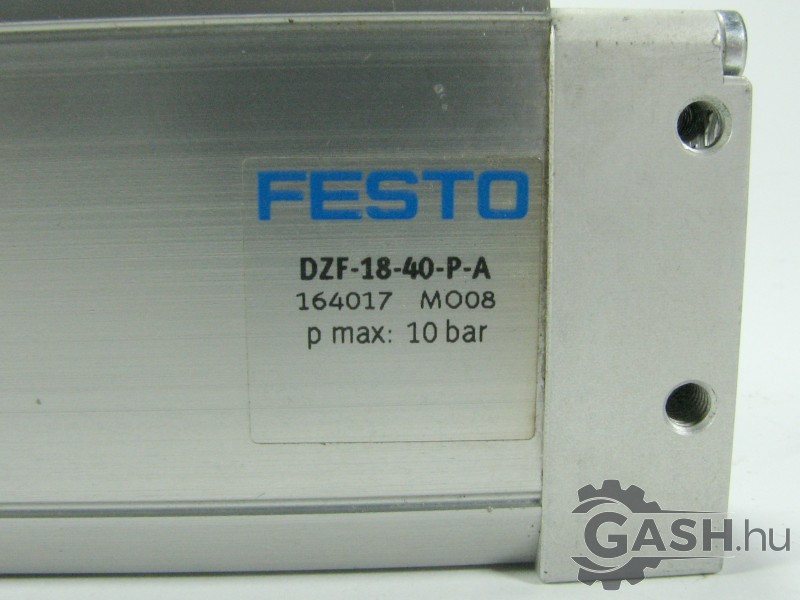 FESTO
DZF-18-40-P-A
164017 MO08
p max: 10 bar
GASH.hu